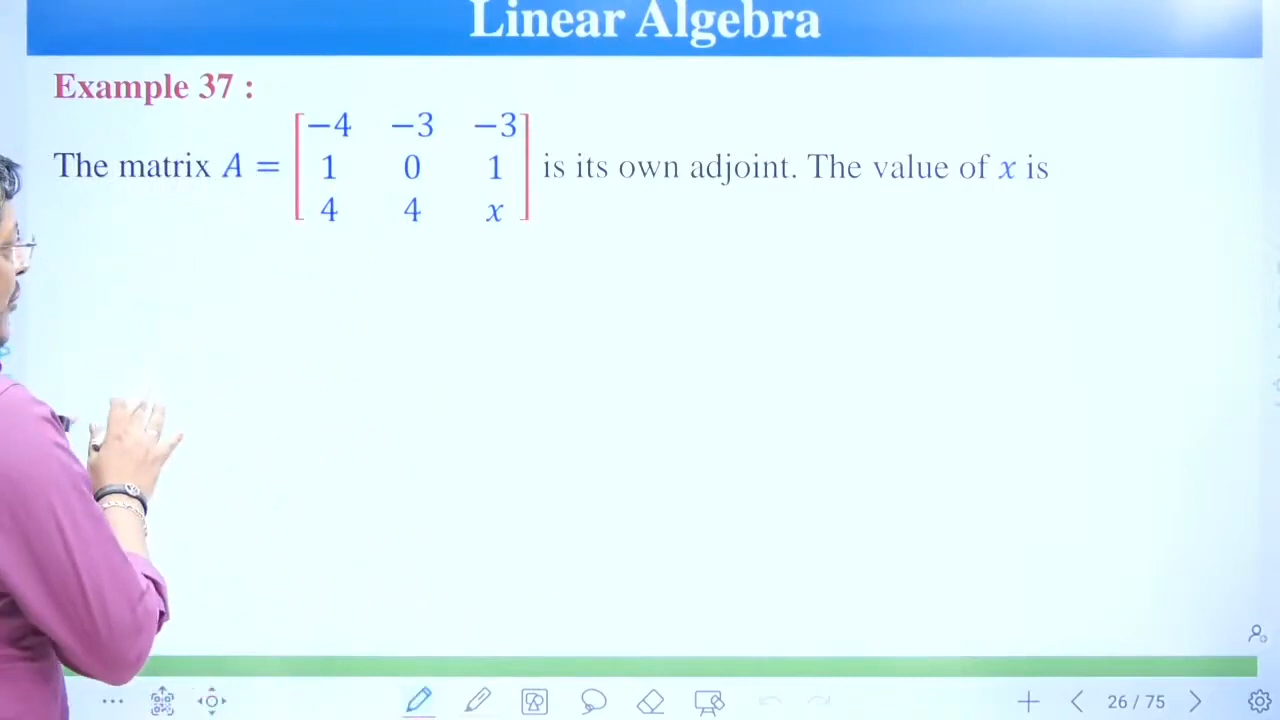 Linear Algebra
Example 37 :
The matrix A = [−4 −3 −3
1 0 1
4 4 x] is its own adjoint. The value of x is
26 / 75